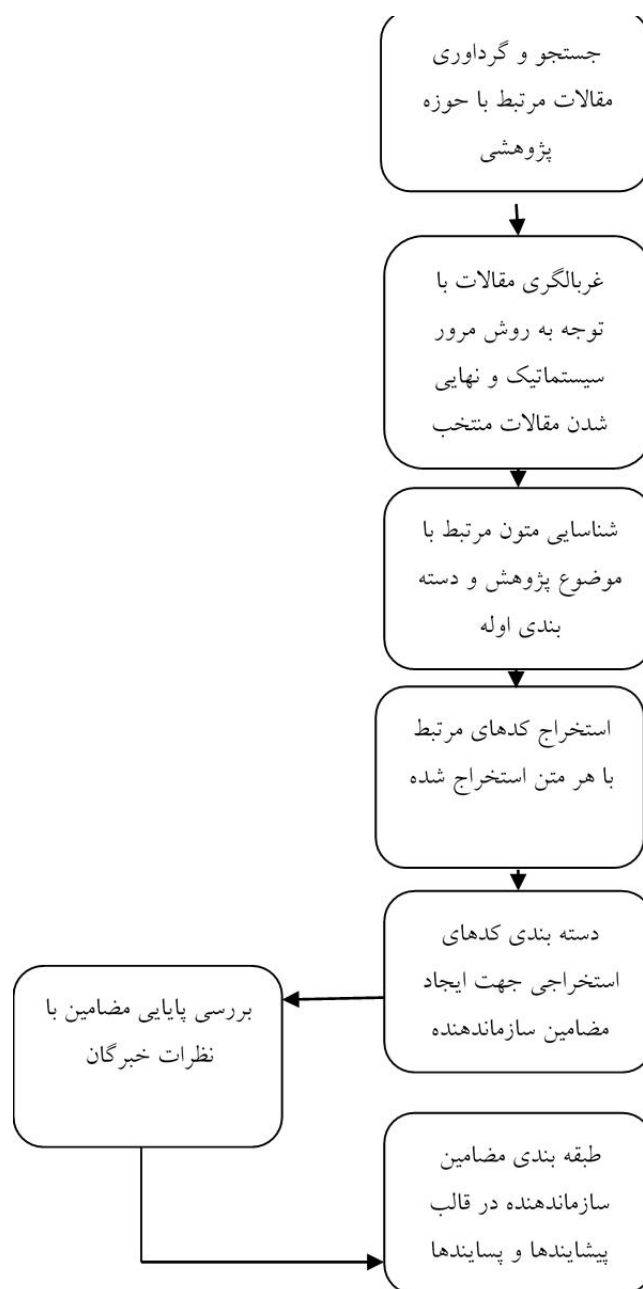 جستجو و گرداوری
مقالات مرتبط با حوزه
پژوهشی
غربالگری مقالات با
توجه به روش مرور
سیستماتیک و نهایی
شدن مقالات منتخب
شناسایی متون مرتبط با
موضوع پژوهش و دسته
بندی اوله
استخراج کدهای مرتبط
با هر متن استخراج شده
دسته بندی کدهای
استخراجی جهت ایجاد
مضامین سازماندهنده
بررسی پایایی مضامین با
نظرات خبرگان
طبقه بندی مضامین
سازماندهنده در قالب
پیشایندها و پسایندها